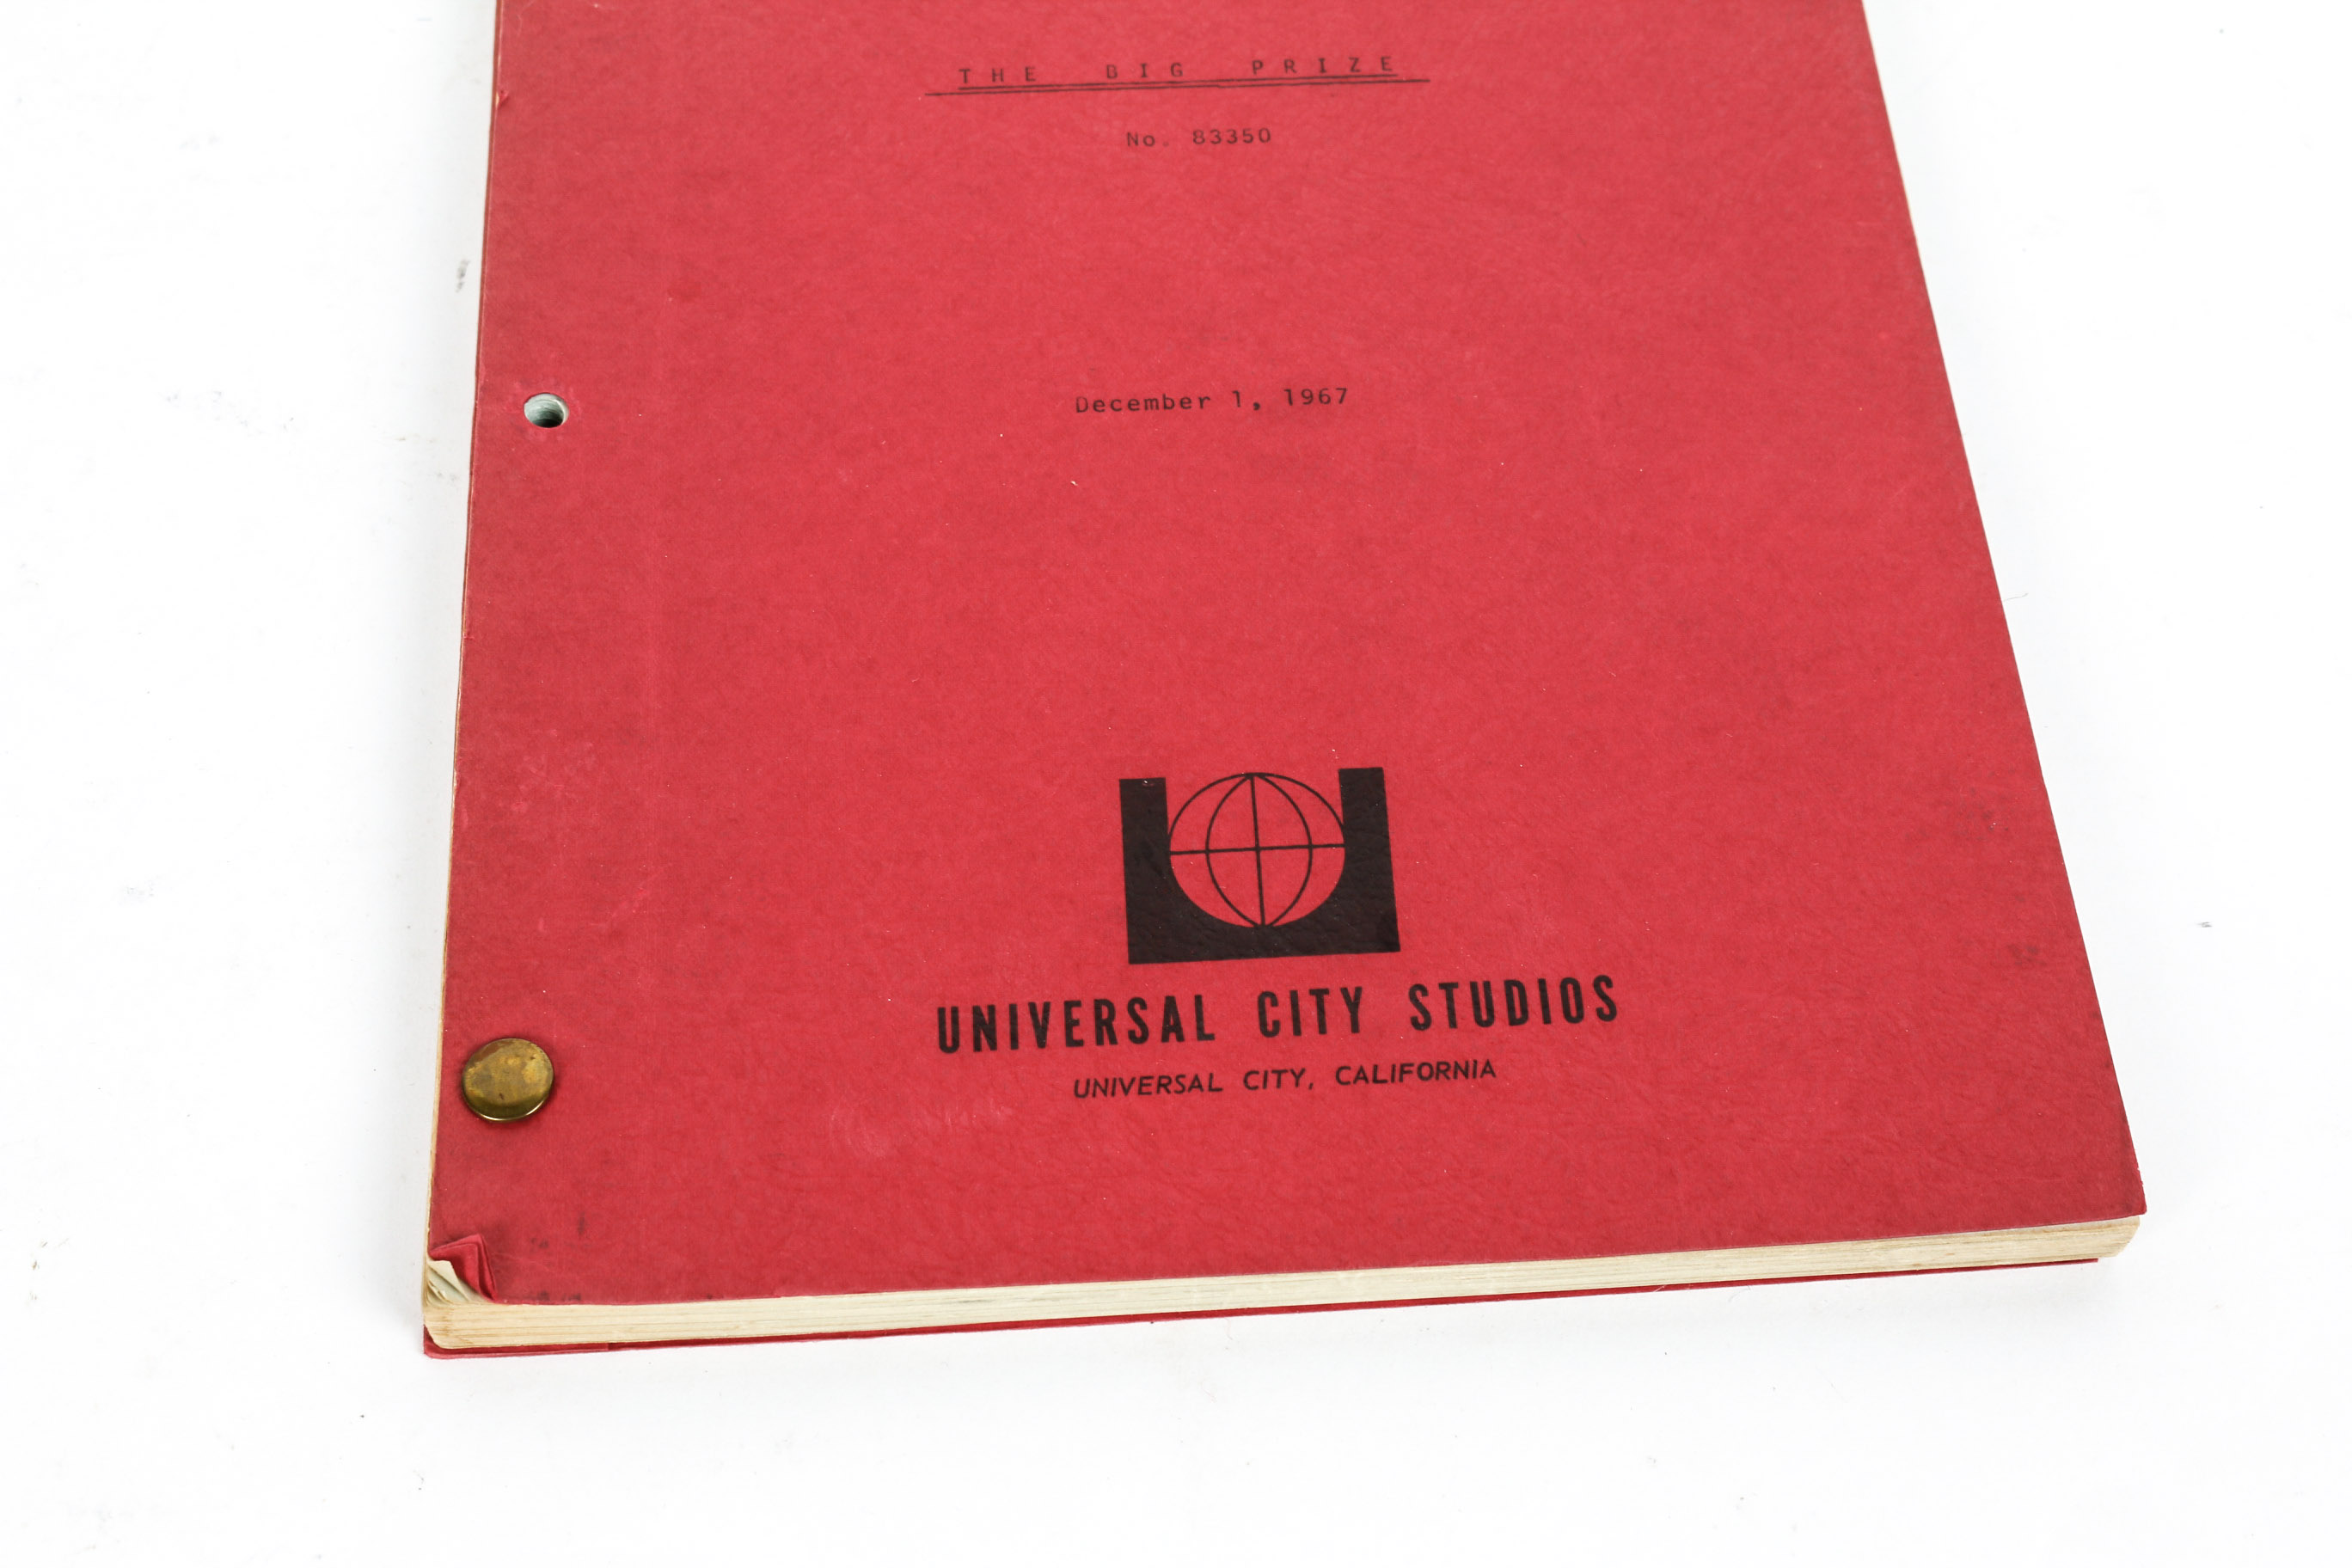 THE BIG PRIZE
No. 83350
December 1, 1967
UNIVERSAL CITY STUDIOS
UNIVERSAL CITY, CALIFORNIA